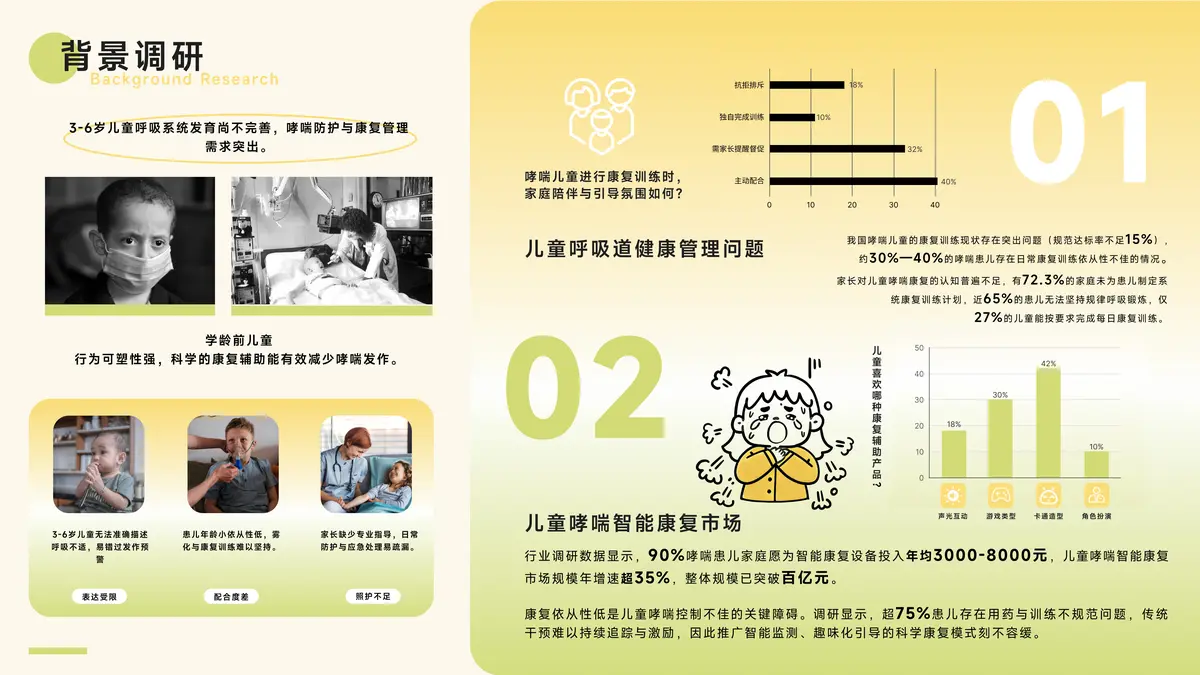 背景调研
Background Research
3-6岁儿童呼吸系统发育尚不完善，哮喘防护与康复管理
需求突出。
学龄前儿童
行为可塑性强，科学的康复辅助能有效减少哮喘发作。
3-6岁儿童无法准确描述
呼吸不适，易错过发作预
警
表达受限
患儿年龄小依从性低，雾
化与康复训练难以坚持。
配合度差
家长缺少专业指导，日常
防护与应急处理易疏漏。
照护不足
01
哮喘儿童进行康复训练时，
家庭陪伴与引导氛围如何？
抗拒排斥 18%
独自完成训练 10%
需家长提醒督促 32%
主动配合 40%
0 10 20 30 40
儿童呼吸道健康管理问题
我国哮喘儿童的康复训练现状存在突出问题（规范达标率不足15%），
约30%—40%的哮喘患儿存在日常康复训练依从性不佳的情况。
家长对儿童哮喘康复的认知普遍不足，有72.3%的家庭未为患儿制定系
统康复训练计划，近65%的患儿无法坚持规律呼吸锻炼，仅
27%的儿童能按要求完成每日康复训练。
02
儿童喜欢哪种康复辅助产品？
50
40
30
20
10
0
18% 30% 42% 10%
声光互动 游戏类型 卡通造型 角色扮演
儿童哮喘智能康复市场
行业调研数据显示，90%哮喘患儿家庭愿为智能康复设备投入年均3000-8000元，儿童哮喘智能康复
市场规模年增速超35%，整体规模已突破百亿元。
康复依从性低是儿童哮喘控制不佳的关键障碍。调研显示，超75%患儿存在用药与训练不规范问题，传统
干预难以持续追踪与激励，因此推广智能监测、趣味化引导的科学康复模式刻不容缓。